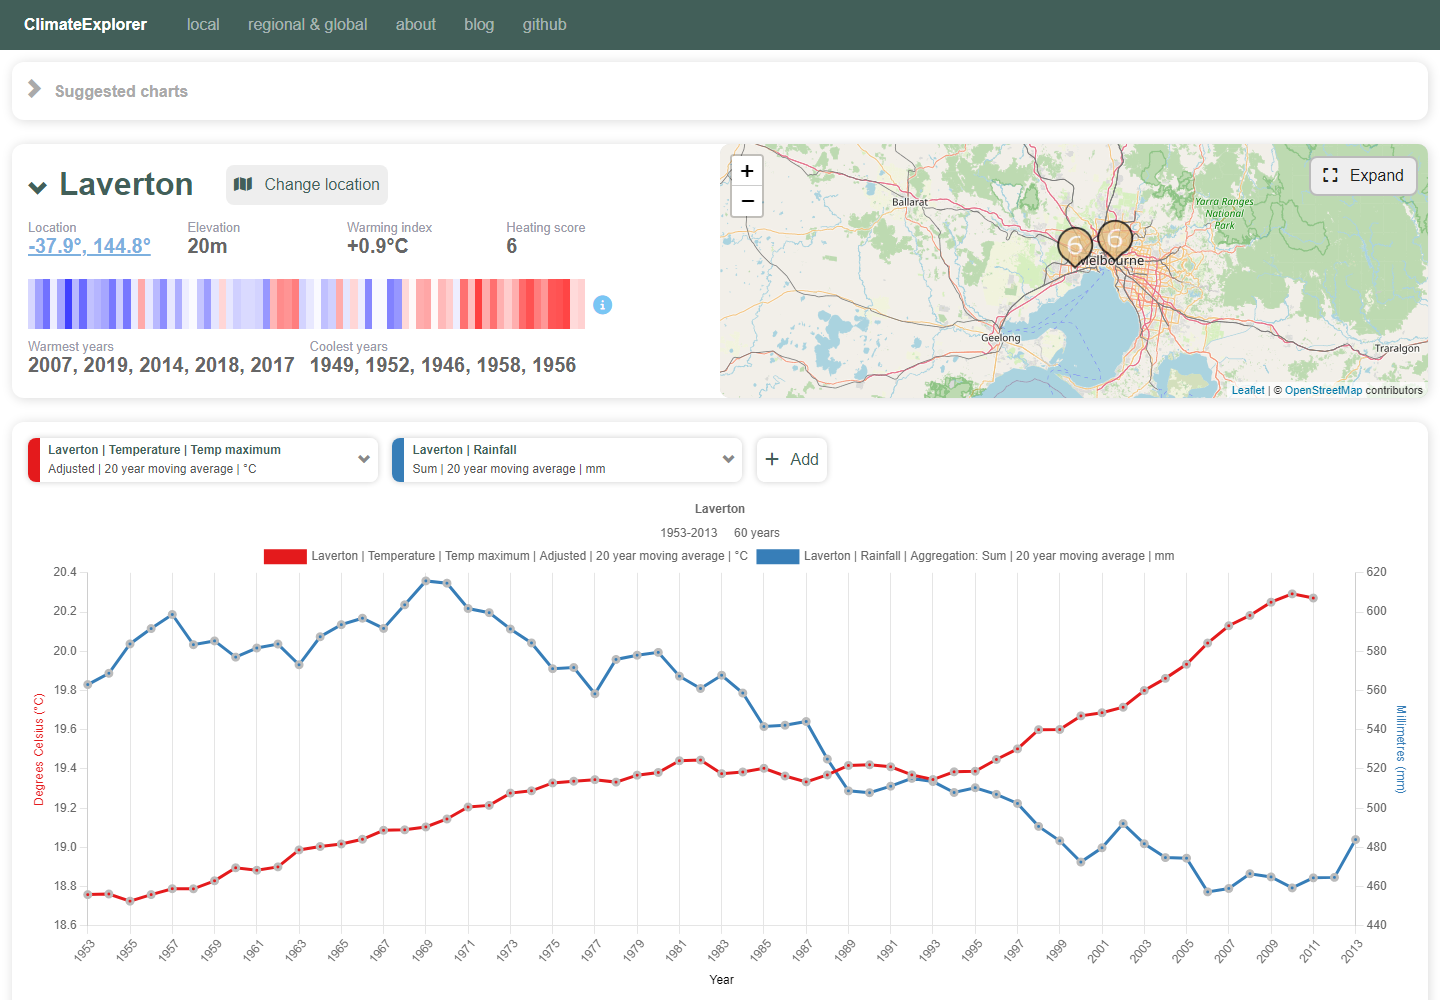 ClimateExplorer local regional & global about blog github
Suggested charts
Laverton Change location
Location Elevation Warming index Heating score
-37.9°, 144.8° 20m +0.9°C 6
i
Warmest years Coolest years
2007, 2019, 2014, 2018, 2017 1949, 1952, 1946, 1958, 1956
+
−
Expand
Ballarat
Yarra Ranges
National
Park
6 6
Melbourne
Geelong
Traralgon
Leaflet | © OpenStreetMap contributors
Laverton | Temperature | Temp maximum
Adjusted | 20 year moving average | °C
Laverton | Rainfall
Sum | 20 year moving average | mm
+ Add
Laverton
1953-2013 60 years
Laverton | Temperature | Temp maximum | Adjusted | 20 year moving average | °C Laverton | Rainfall | Aggregation: Sum | 20 year moving average | mm
20.4 620
20.2 600
20.0 580
19.8 560
19.6 540
19.4 520
19.2 500
19.0 480
18.8 460
18.6 440
Degrees Celsius (°C)
Millimetres (mm)
1953 1955 1957 1959 1961 1963 1965 1967 1969 1971 1973 1975 1977 1979 1981 1983 1985 1987 1989 1991 1993 1995 1997 1999 2001 2003 2005 2007 2009 2011 2013
Year